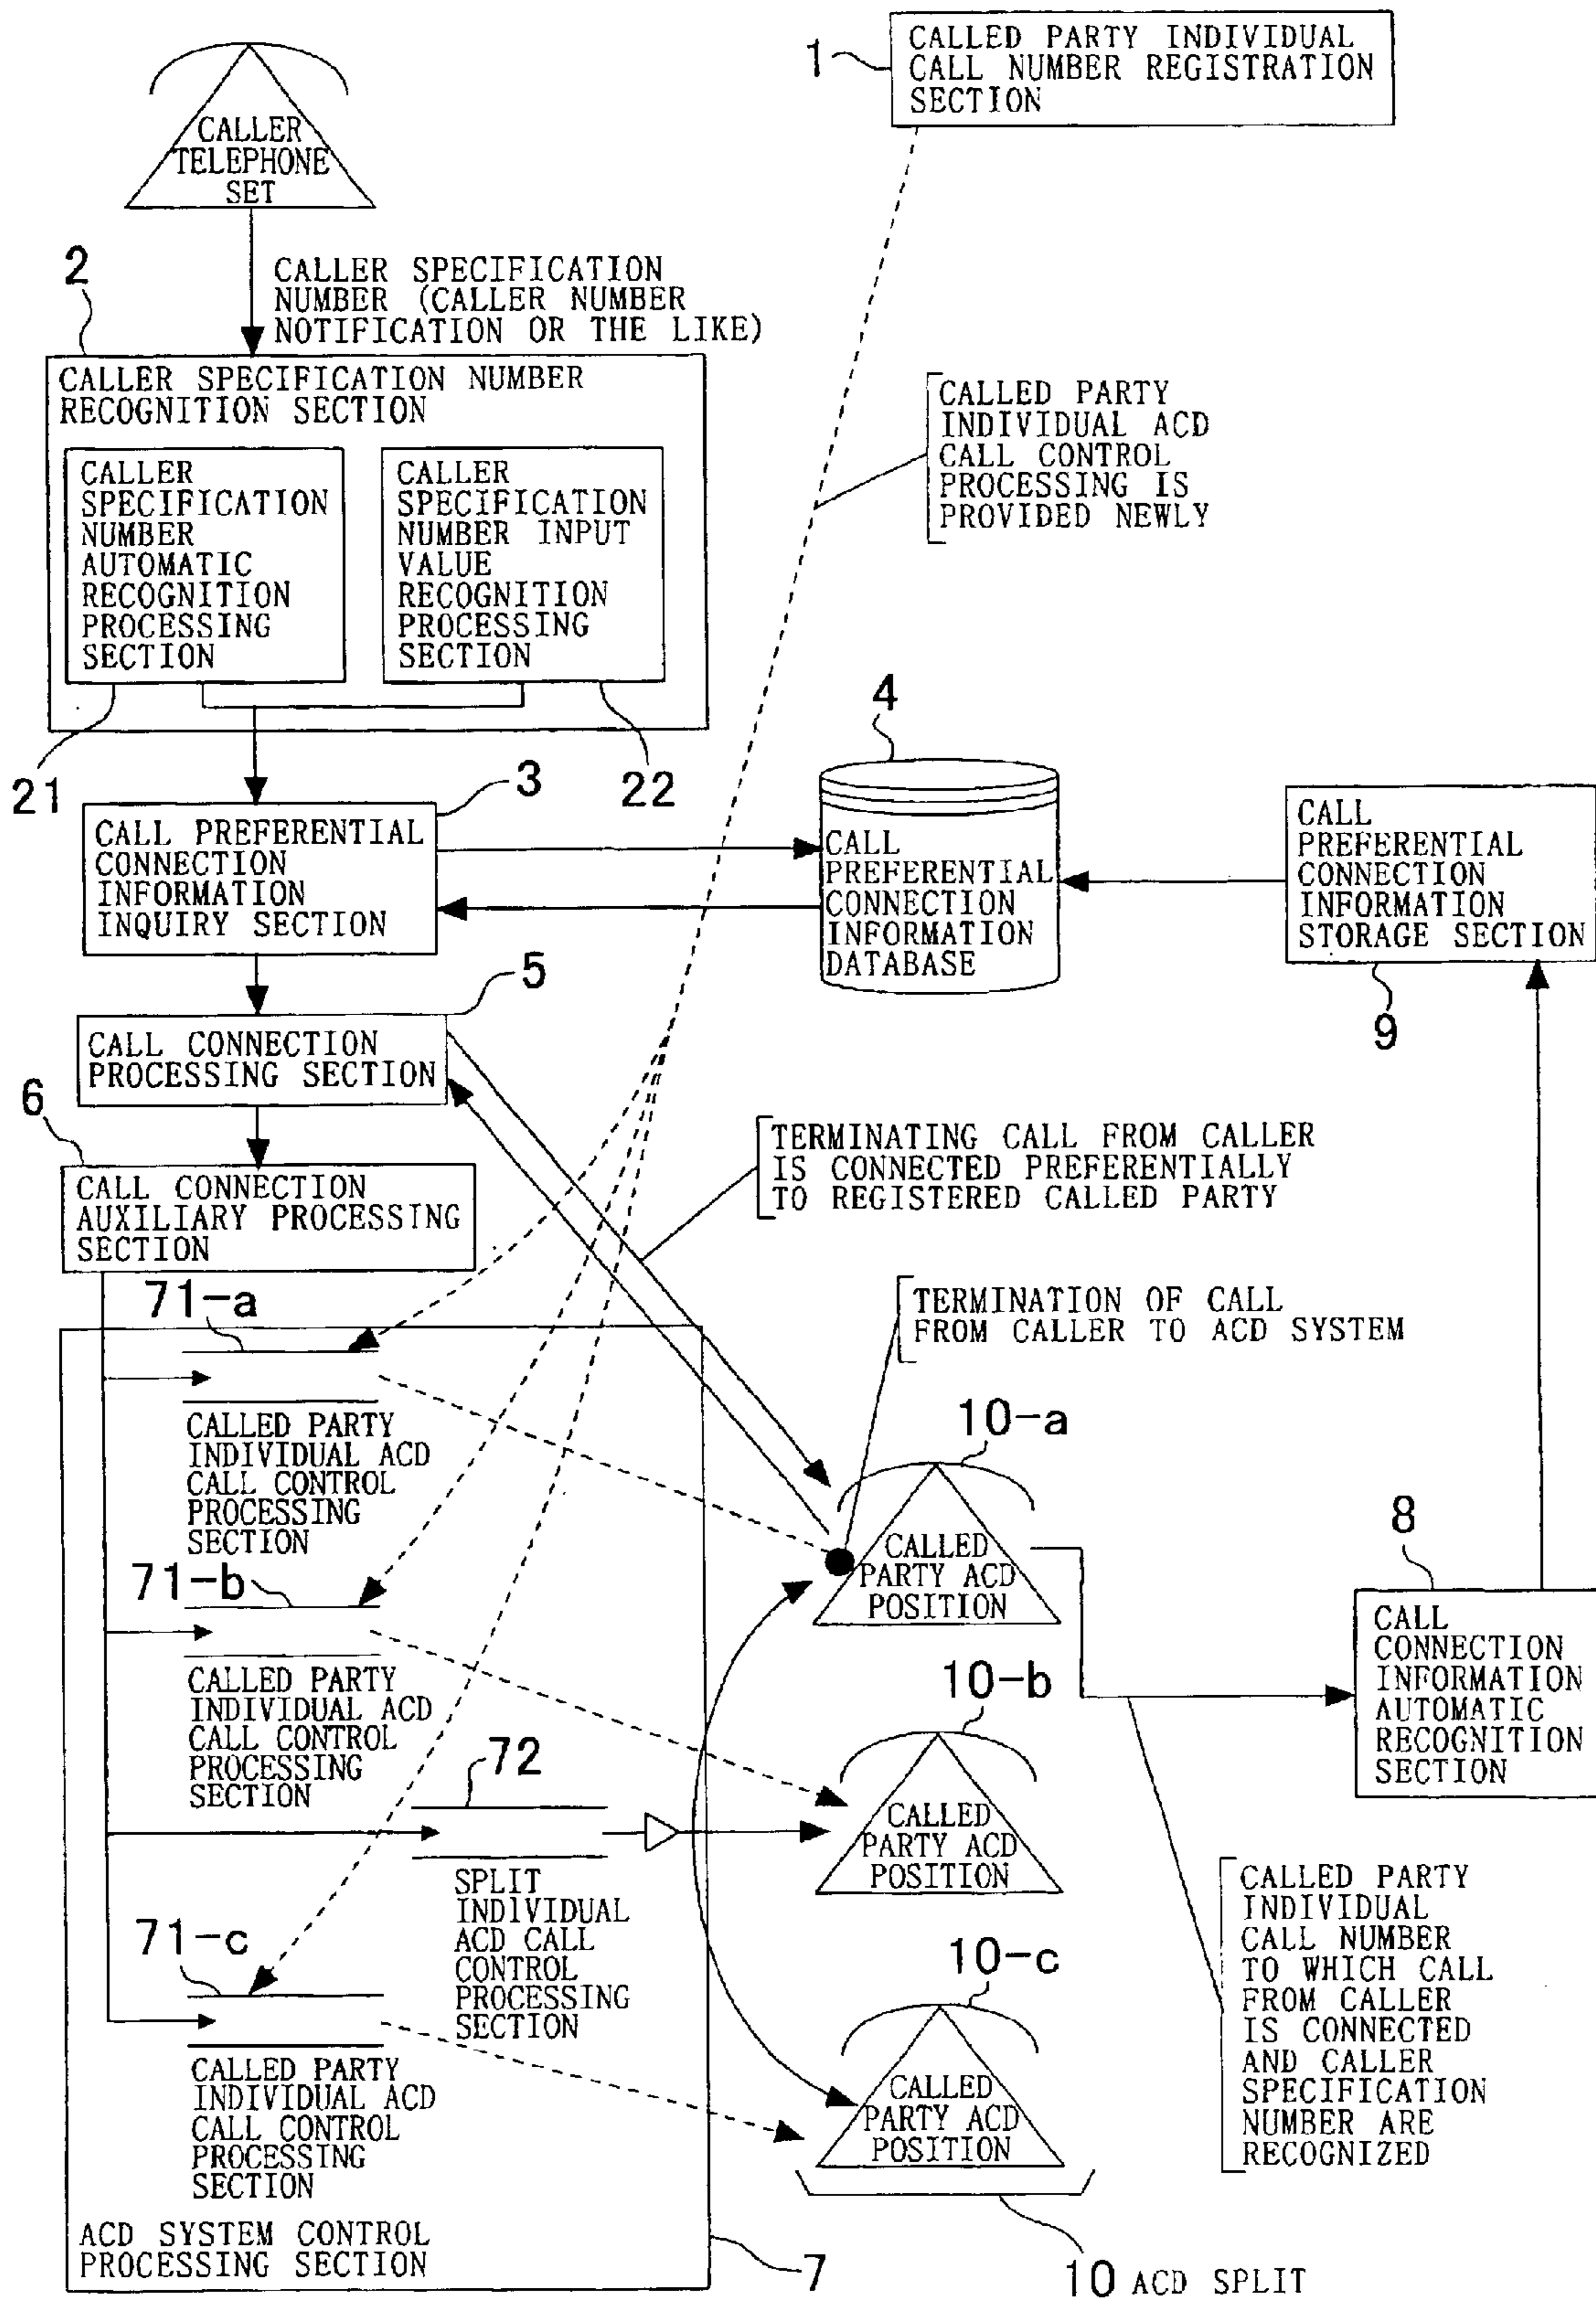 1
CALLED PARTY INDIVIDUAL
CALL NUMBER REGISTRATION
SECTION
CALLER
TELEPHONE
SET
2
CALLER SPECIFICATION
NUMBER (CALLER NUMBER
NOTIFICATION OR THE LIKE)
CALLER SPECIFICATION NUMBER
RECOGNITION SECTION
CALLER
SPECIFICATION
NUMBER
AUTOMATIC
RECOGNITION
PROCESSING
SECTION
CALLER
SPECIFICATION
NUMBER INPUT
VALUE
RECOGNITION
PROCESSING
SECTION
21
22
CALLED PARTY
INDIVIDUAL ACD
CALL CONTROL
PROCESSING IS
PROVIDED NEWLY
3
CALL PREFERENTIAL
CONNECTION
INFORMATION
INQUIRY SECTION
4
CALL
PREFERENTIAL
CONNECTION
INFORMATION
DATABASE
CALL
PREFERENTIAL
CONNECTION
INFORMATION
STORAGE SECTION
9
5
CALL CONNECTION
PROCESSING SECTION
6
CALL CONNECTION
AUXILIARY PROCESSING
SECTION
TERMINATING CALL FROM CALLER
IS CONNECTED PREFERENTIALLY
TO REGISTERED CALLED PARTY
TERMINATION OF CALL
FROM CALLER TO ACD SYSTEM
71-a
CALLED PARTY
INDIVIDUAL ACD
CALL CONTROL
PROCESSING
SECTION
10-a
CALLED
PARTY ACD
POSITION
8
CALL
CONNECTION
INFORMATION
AUTOMATIC
RECOGNITION
SECTION
71-b
CALLED PARTY
INDIVIDUAL ACD
CALL CONTROL
PROCESSING
SECTION
10-b
CALLED
PARTY ACD
POSITION
72
SPLIT
INDIVIDUAL
ACD CALL
CONTROL
PROCESSING
SECTION
71-c
CALLED PARTY
INDIVIDUAL ACD
CALL CONTROL
PROCESSING
SECTION
10-c
CALLED
PARTY ACD
POSITION
CALLED PARTY
INDIVIDUAL
CALL NUMBER
TO WHICH CALL
FROM CALLER
IS CONNECTED
AND CALLER
SPECIFICATION
NUMBER ARE
RECOGNIZED
ACD SYSTEM CONTROL
PROCESSING SECTION
7
10 ACD SPLIT